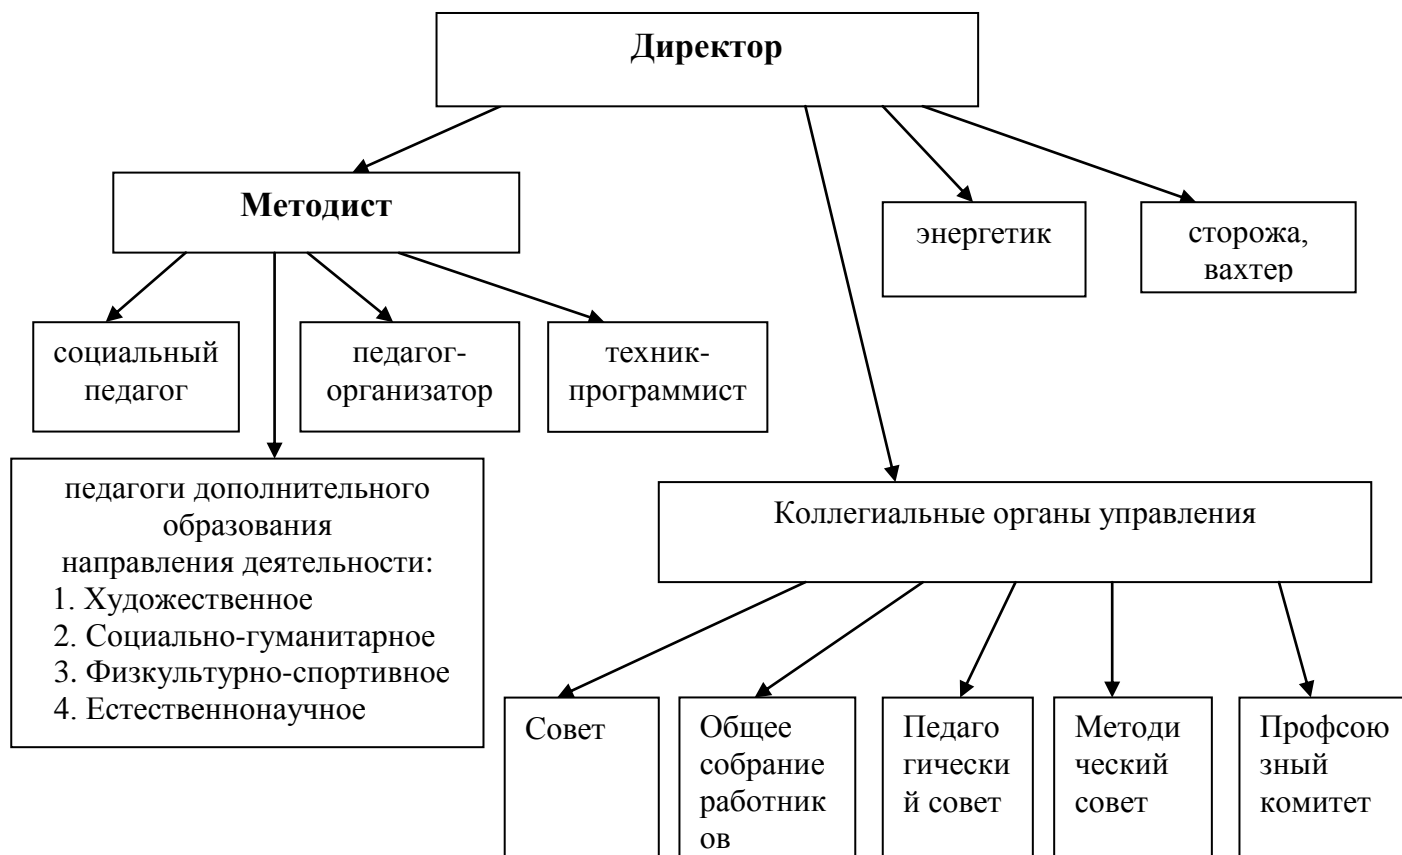 Директор
Методист
энергетик
сторожа,
вахтер
социальный
педагог
педагог-
организатор
техник-
программист
педагоги дополнительного
образования
направления деятельности:
1. Художественное
2. Социально-гуманитарное
3. Физкультурно-спортивное
4. Естественнонаучное
Коллегиальные органы управления
Совет
Общее
собрание
работник
ов
Педаго
гически
й совет
Методи
ческий
совет
Профсою
зный
комитет